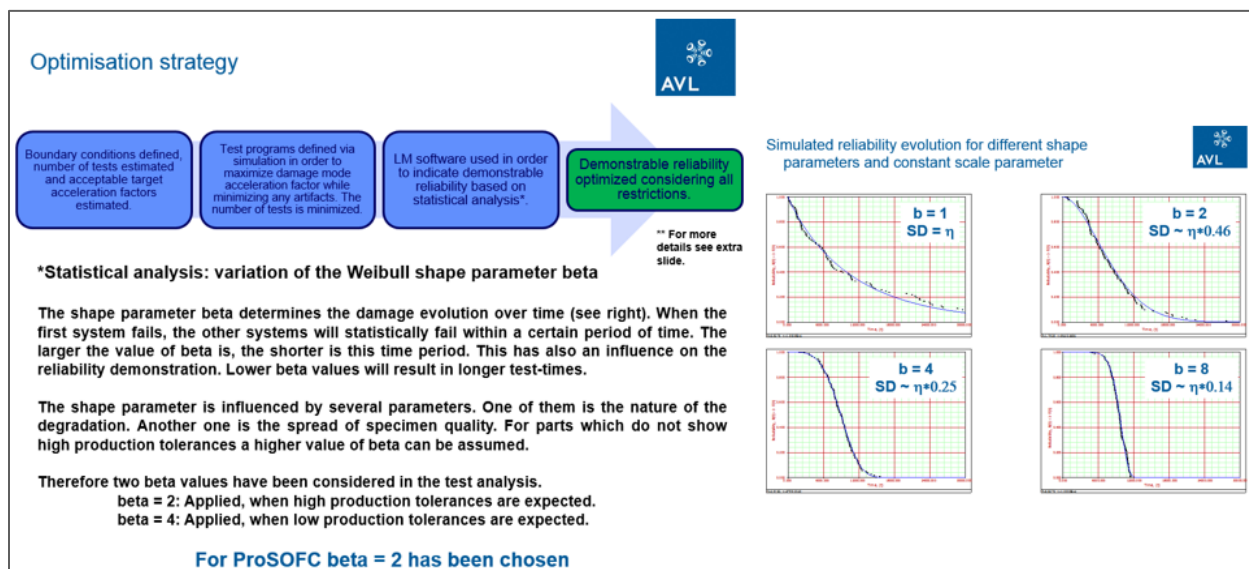 Optimisation strategy
AVL
Boundary conditions defined,
number of tests estimated
and acceptable target
acceleration factors
estimated.
Test programs defined via
simulation in order to
maximize damage mode
acceleration factor while
minimizing any artifacts. The
number of tests is minimized.
LM software used in order
to indicate demonstrable
reliability based on
statistical analysis*.
Demonstrable reliability
optimized considering all
restrictions.
** For more
details see extra
slide.
*Statistical analysis: variation of the Weibull shape parameter beta
The shape parameter beta determines the damage evolution over time (see right). When the
first system fails, the other systems will statistically fail within a certain period of time. The
larger the value of beta is, the shorter is this time period. This has also an influence on the
reliability demonstration. Lower beta values will result in longer test-times.
The shape parameter is influenced by several parameters. One of them is the nature of the
degradation. Another one is the spread of specimen quality. For parts which do not show
high production tolerances a higher value of beta can be assumed.
Therefore two beta values have been considered in the test analysis.
beta = 2: Applied, when high production tolerances are expected.
beta = 4: Applied, when low production tolerances are expected.
For ProSOFC beta = 2 has been chosen
Simulated reliability evolution for different shape
parameters and constant scale parameter
AVL
b = 1
SD = η
b = 2
SD ~ η*0.46
b = 4
SD ~ η*0.25
b = 8
SD ~ η*0.14